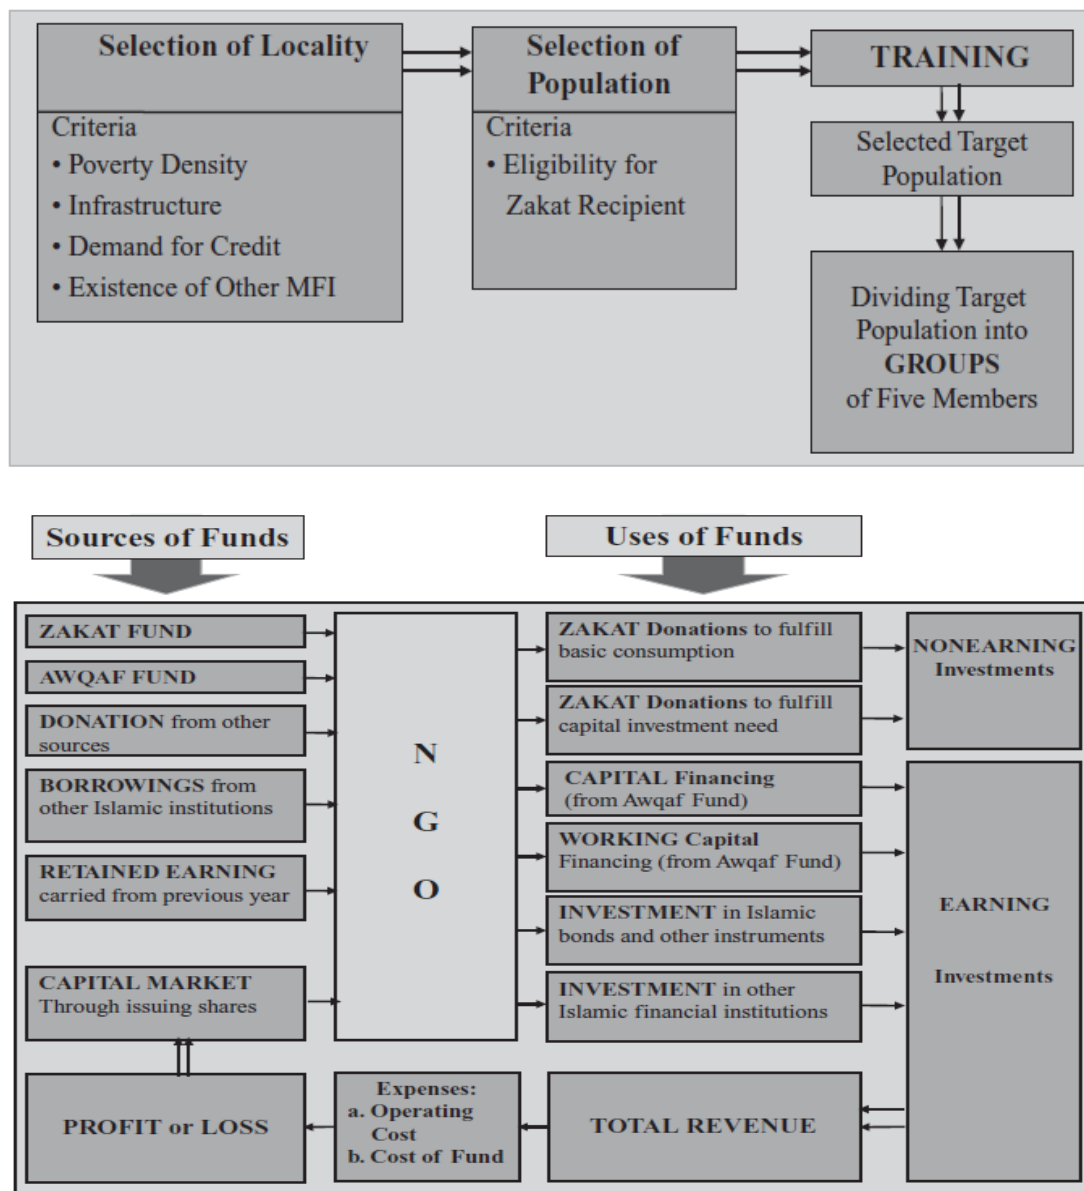 Selection of Locality
Criteria
• Poverty Density
• Infrastructure
• Demand for Credit
• Existence of Other MFI
Selection of
Population
Criteria
• Eligibility for
Zakat Recipient
TRAINING
Selected Target
Population
Dividing Target
Population into
GROUPS
of Five Members
Sources of Funds
Uses of Funds
ZAKAT FUND
AWQAF FUND
DONATION from other
sources
BORROWINGS from
other Islamic institutions
RETAINED EARNING
carried from previous year
CAPITAL MARKET
Through issuing shares
N
G
O
ZAKAT Donations to fulfill
basic consumption
ZAKAT Donations to fulfill
capital investment need
CAPITAL Financing
(from Awqaf Fund)
WORKING Capital
Financing (from Awqaf Fund)
INVESTMENT in Islamic
bonds and other instruments
INVESTMENT in other
Islamic financial institutions
NONEARNING
Investments
EARNING
Investments
TOTAL REVENUE
Expenses:
a. Operating
Cost
b. Cost of Fund
PROFIT or LOSS